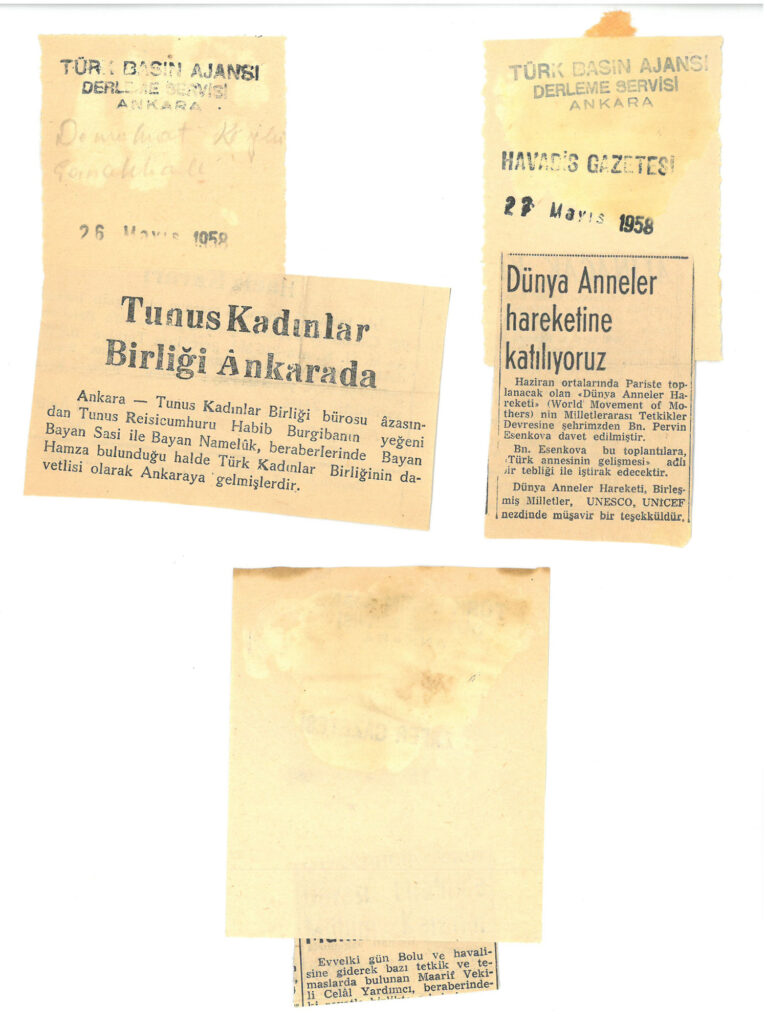 TÜRK BASIN AJANSI
DERLEME SERVİSİ
ANKARA
26 Mayıs 1958
Tunus Kadınlar
Birliği Ankarada
Ankara — Tunus Kadınlar Birliği bürosu âzasın-
dan Tunus Reisicumhuru Habib Burgibanın yeğeni
Bayan Sasi ile Bayan Namelûk, beraberlerinde Bayan
Hamza bulunduğu halde Türk Kadınlar Birliğinin da-
vetlisi olarak Ankaraya gelmişlerdir.
TÜRK BASIN AJANSI
DERLEME SERVİSİ
ANKARA
HAVADİS GAZETESİ
27 Mayıs 1958
Dünya Anneler
hareketine
katılıyoruz
Haziran ortalarında Pariste top-
lanacak olan «Dünya Anneler Ha-
reketi» (World Movement of Mo-
thers) nin Milletlerarası Tetkikler
Devresine şehrimzden Bn. Pervin
Esenkova davet edilmiştir.
Bn. Esenkova bu toplantılara,
«Türk annesinin gelişmesi» adlı
bir tebliği ile iştirak edecektir.
Dünya Anneler Hareketi, Birleş-
miş Milletler, UNESCO, UNİCEF
nezdinde müşavir bir teşekküldür.
Evvelki gün Bolu ve havali-
sine giderek bazı tetkik ve te-
maslarda bulunan Maarif Veki-
li Celâl Yardımcı, beraberinde-